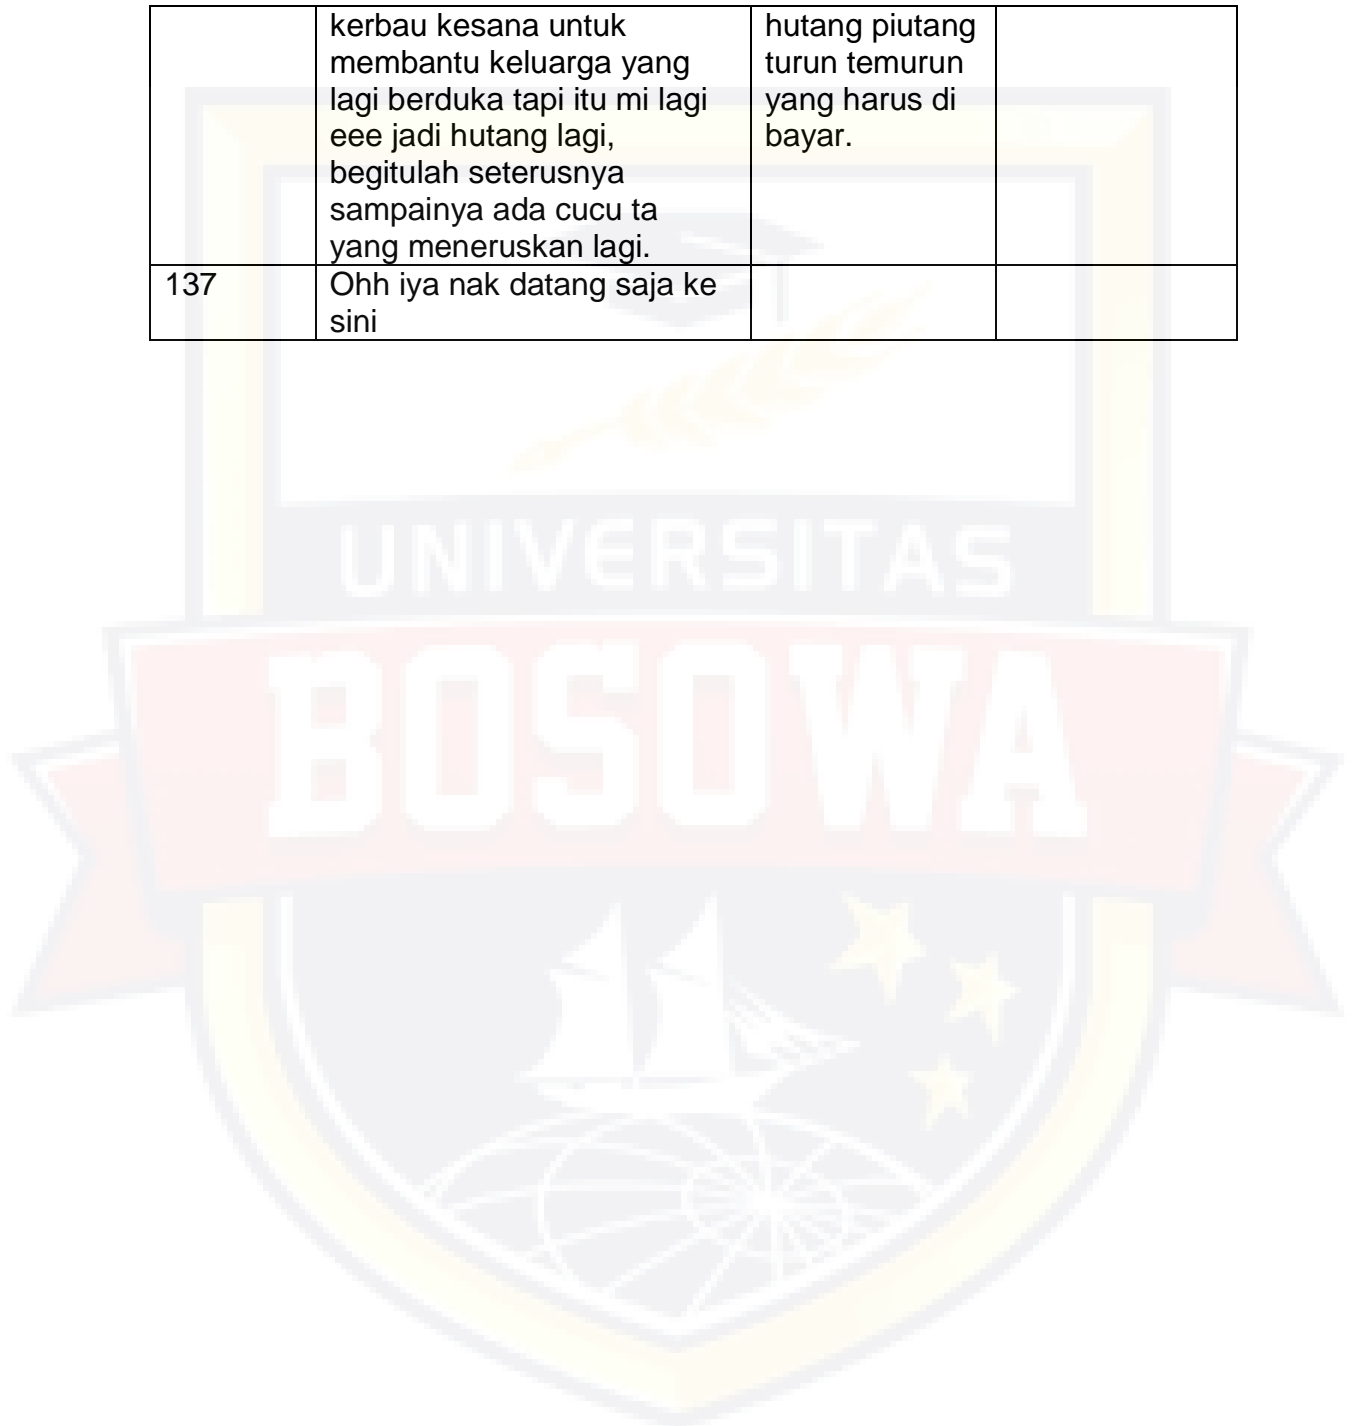 kerbau kesana untuk
membantu keluarga yang
lagi berduka tapi itu mi lagi
eee jadi hutang lagi,
begitulah seterusnya
sampainya ada cucu ta
yang meneruskan lagi.
hutang piutang
turun temurun
yang harus di
bayar.
137
Ohh iya nak datang saja ke
sini
UNIVERSITAS
BOSOWA